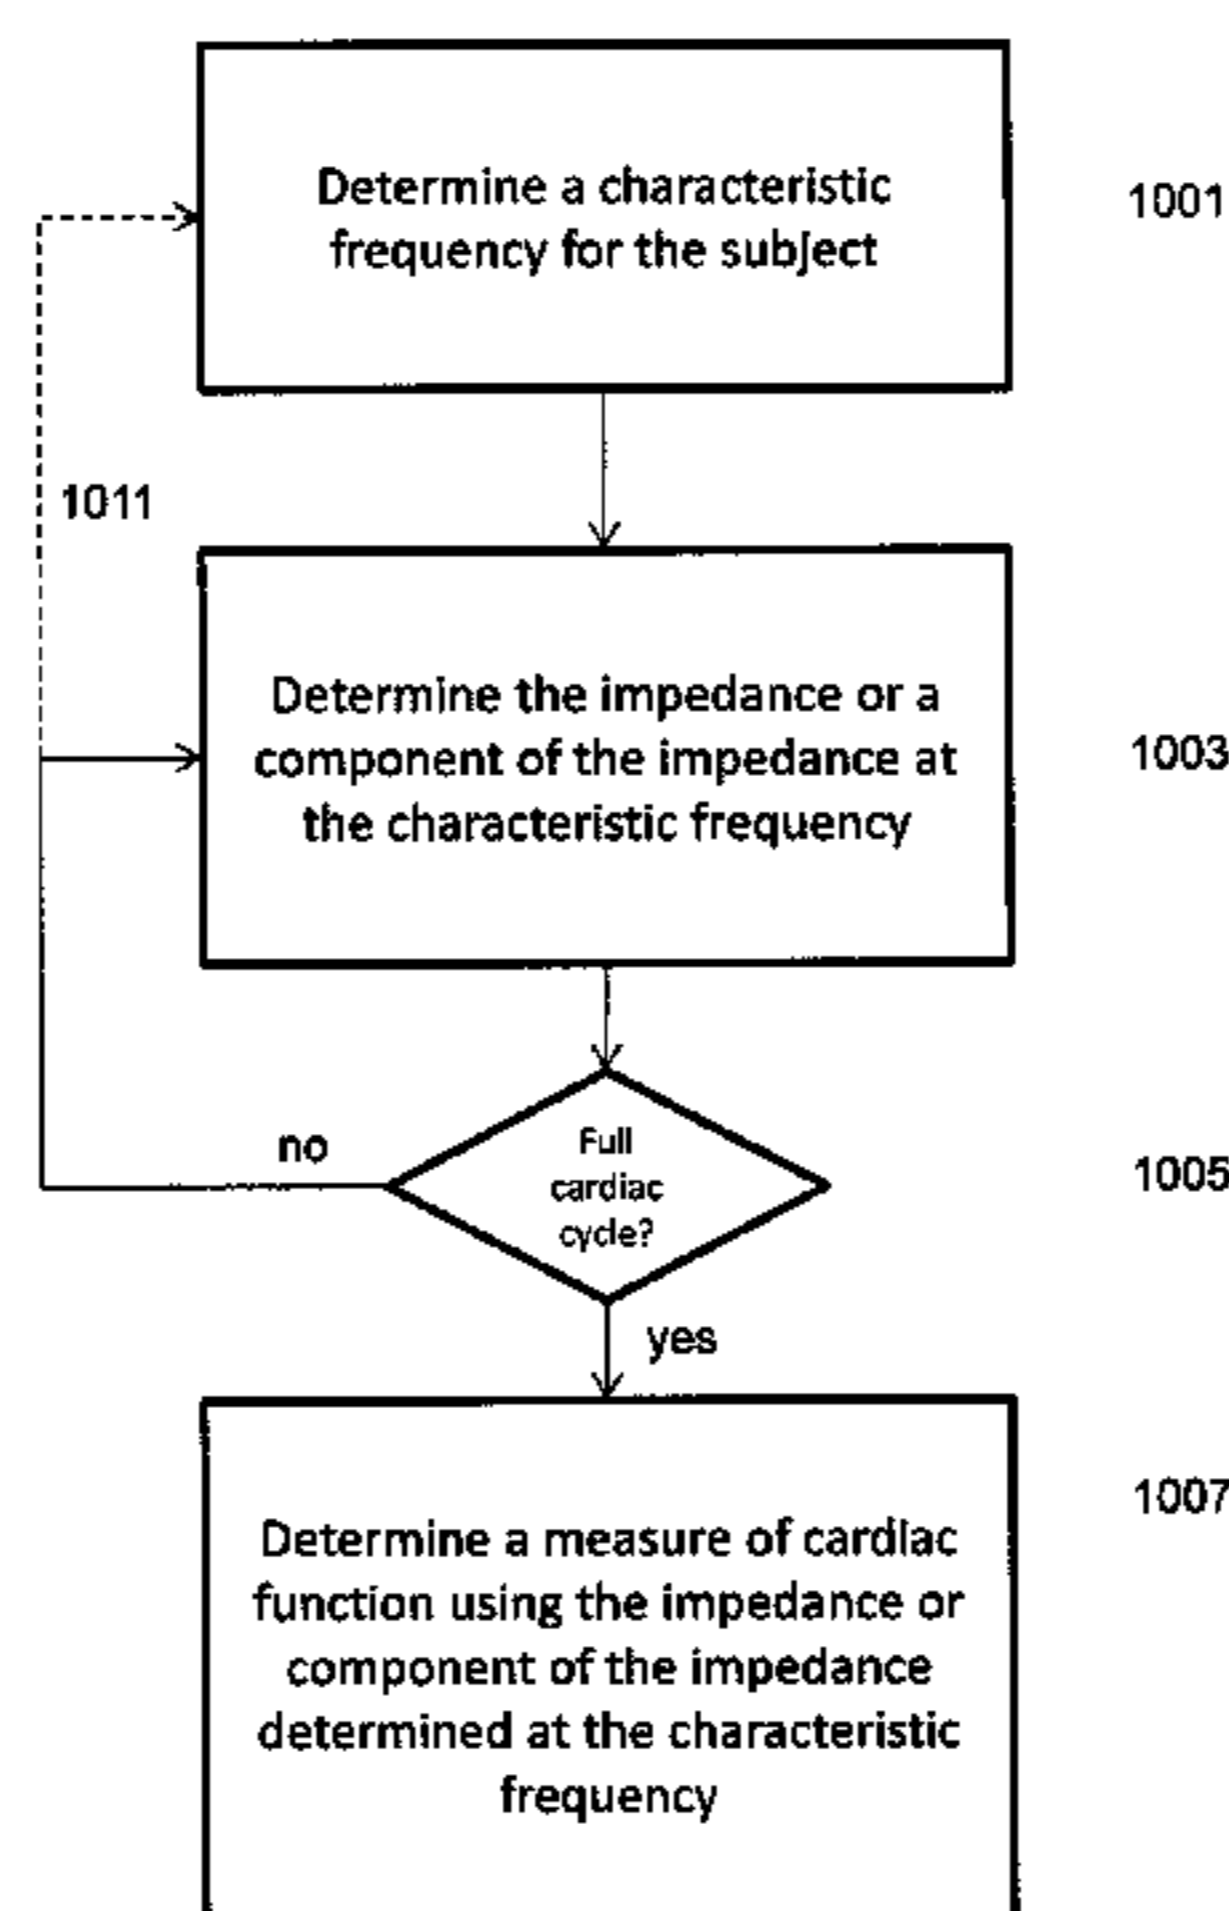 Determine a characteristic
frequency for the subject
1001
1011
Determine the impedance or a
component of the impedance at
the characteristic frequency
1003
no
Full
cardiac
cycle?
1005
yes
1007
Determine a measure of cardiac
function using the impedance or
component of the impedance
determined at the characteristic
frequency